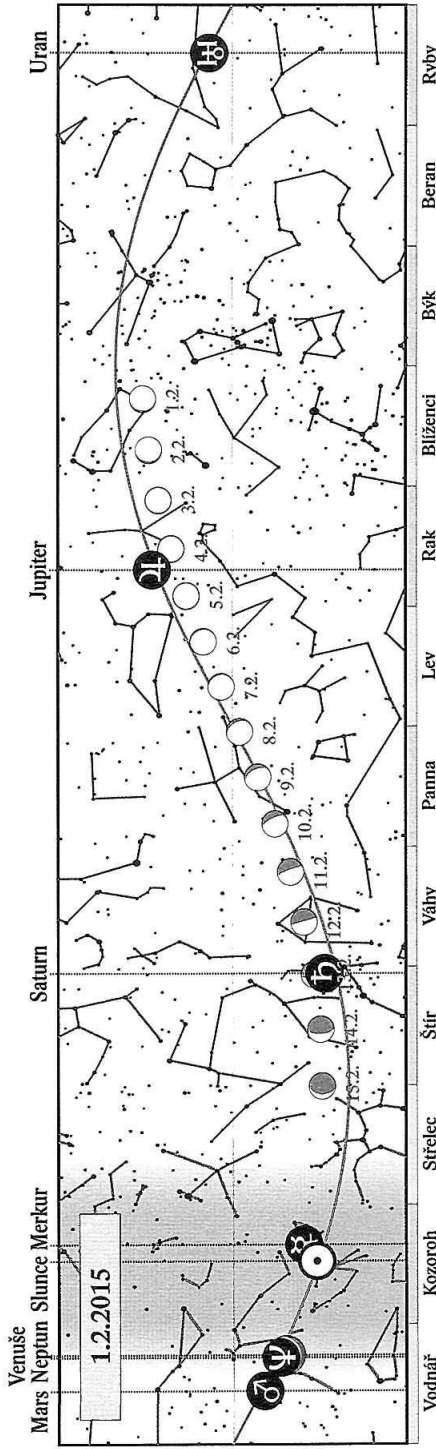 Venuše
Mars Neptun Slunce Merkur Saturn Jupiter Uran
1.2.2015
15.2. 14.2. 12.2. 11.2. 10.2. 9.2. 8.2. 7.2. 6.2. 5.2. 4.2. 3.2. 2.2. 1.2.
Vodnář Kozoroh Střelec Štír Váhy Panna Lev Rak Blíženci Býk Beran Ryby